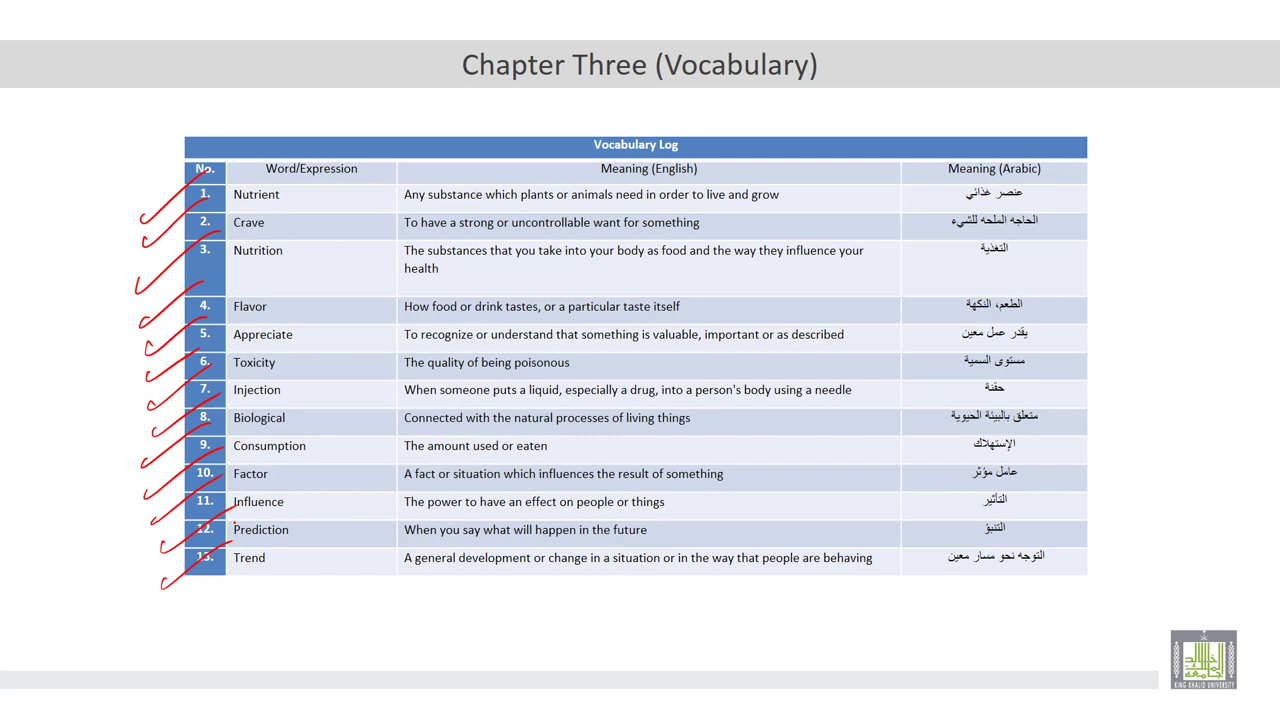 Chapter Three (Vocabulary)
Vocabulary Log
No. Word/Expression Meaning (English) Meaning (Arabic)
1. Nutrient Any substance which plants or animals need in order to live and grow عنصر غذائي
2. Crave To have a strong or uncontrollable want for something الحاجه الملحه للشيء
3. Nutrition The substances that you take into your body as food and the way they influence your التغذية
health
4. Flavor How food or drink tastes, or a particular taste itself الطعم، النكهة
5. Appreciate To recognize or understand that something is valuable, important or as described يقدر عمل معين
6. Toxicity The quality of being poisonous مستوى السمية
7. Injection When someone puts a liquid, especially a drug, into a person's body using a needle حقنة
8. Biological Connected with the natural processes of living things متعلق بالبيئة الحيوية
9. Consumption The amount used or eaten الإستهلاك
10. Factor A fact or situation which influences the result of something عامل مؤثر
11. Influence The power to have an effect on people or things التأثير
12. Prediction When you say what will happen in the future التنبؤ
13. Trend A general development or change in a situation or in the way that people are behaving التوجه نحو مسار معين
جامعة الملك خالد
KING KHALID UNIVERSITY